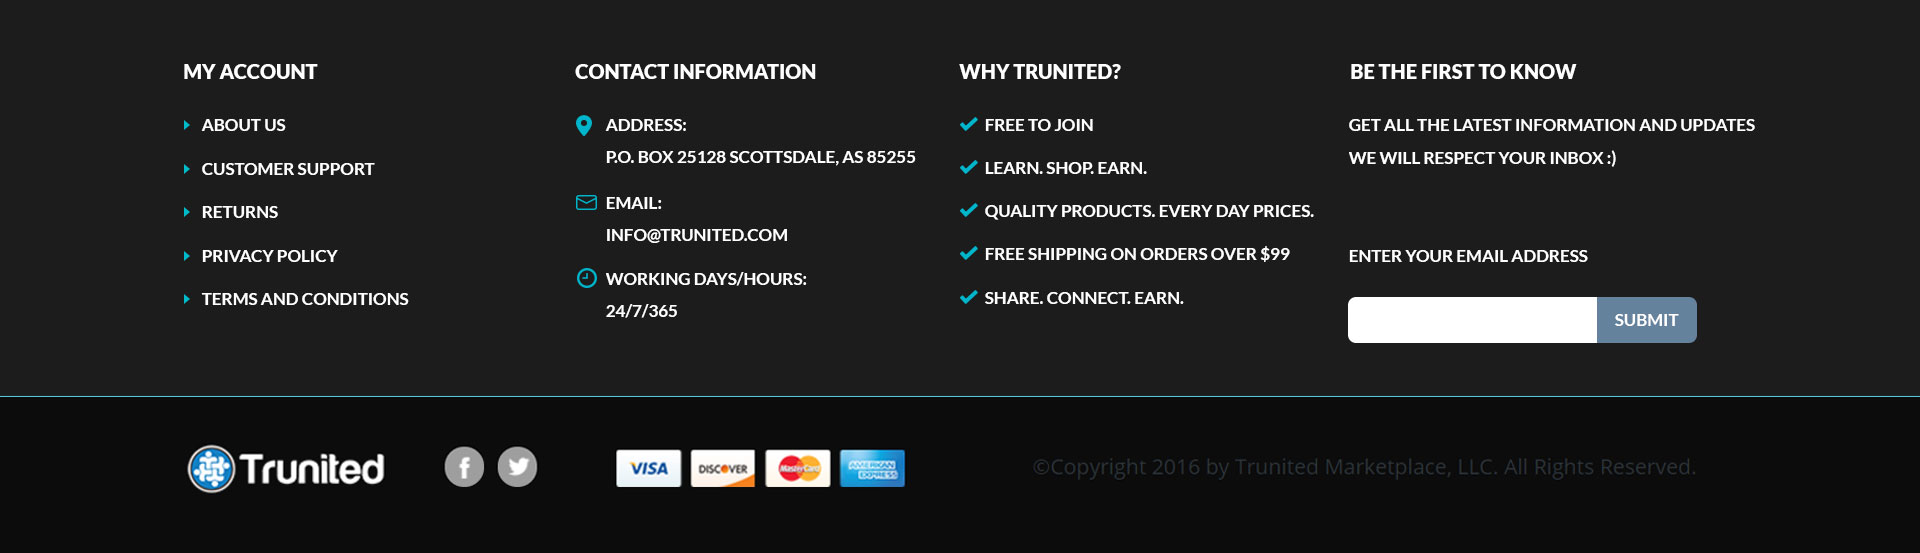 MY ACCOUNT
ABOUT US
CUSTOMER SUPPORT
RETURNS
PRIVACY POLICY
TERMS AND CONDITIONS
CONTACT INFORMATION
ADDRESS:
P.O. BOX 25128 SCOTTSDALE, AS 85255
EMAIL:
INFO@TRUNITED.COM
WORKING DAYS/HOURS:
24/7/365
WHY TRUNITED?
FREE TO JOIN
LEARN. SHOP. EARN.
QUALITY PRODUCTS. EVERY DAY PRICES.
FREE SHIPPING ON ORDERS OVER $99
SHARE. CONNECT. EARN.
BE THE FIRST TO KNOW
GET ALL THE LATEST INFORMATION AND UPDATES
WE WILL RESPECT YOUR INBOX :)
ENTER YOUR EMAIL ADDRESS
SUBMIT
Trunited
f
VISA
DISCOVER
MasterCard
AMERICAN
EXPRESS
©Copyright 2016 by Trunited Marketplace, LLC. All Rights Reserved.